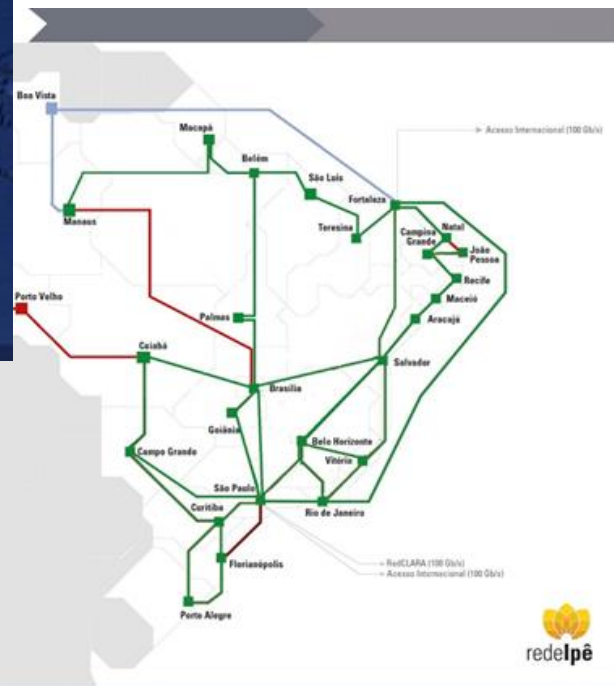 Boa Vista
Macapá
Belém
São Luís
Fortaleza
Acesso Internacional (100 Gb/s)
Manaus
Teresina
Campina
Grande
Natal
João
Pessoa
Recife
Maceió
Aracajú
Porto Velho
Palmas
Cuiabá
Salvador
Brasília
Goiânia
Belo Horizonte
Vitória
Campo Grande
São Paulo
Rio de Janeiro
Curitiba
Florianópolis
Porto Alegre
RedCLARA (100 Gb/s)
Acesso Internacional (100 Gb/s)
redeIpê